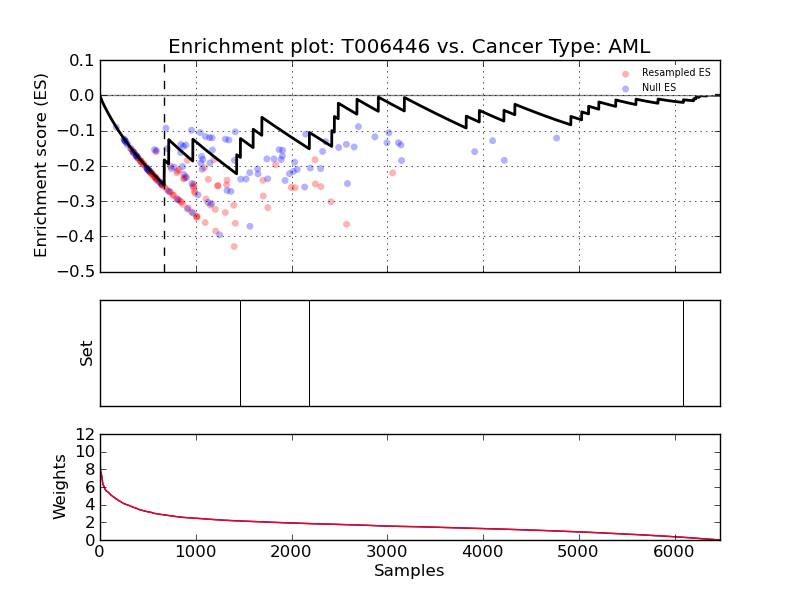 Enrichment plot: T006446 vs. Cancer Type: AML
Enrichment score (ES)
0.1
0.0
−0.1
−0.2
−0.3
−0.4
−0.5
Resampled ES
Null ES
Set
Weights
12
10
8
6
4
2
0
0 1000 2000 3000 4000 5000 6000
Samples